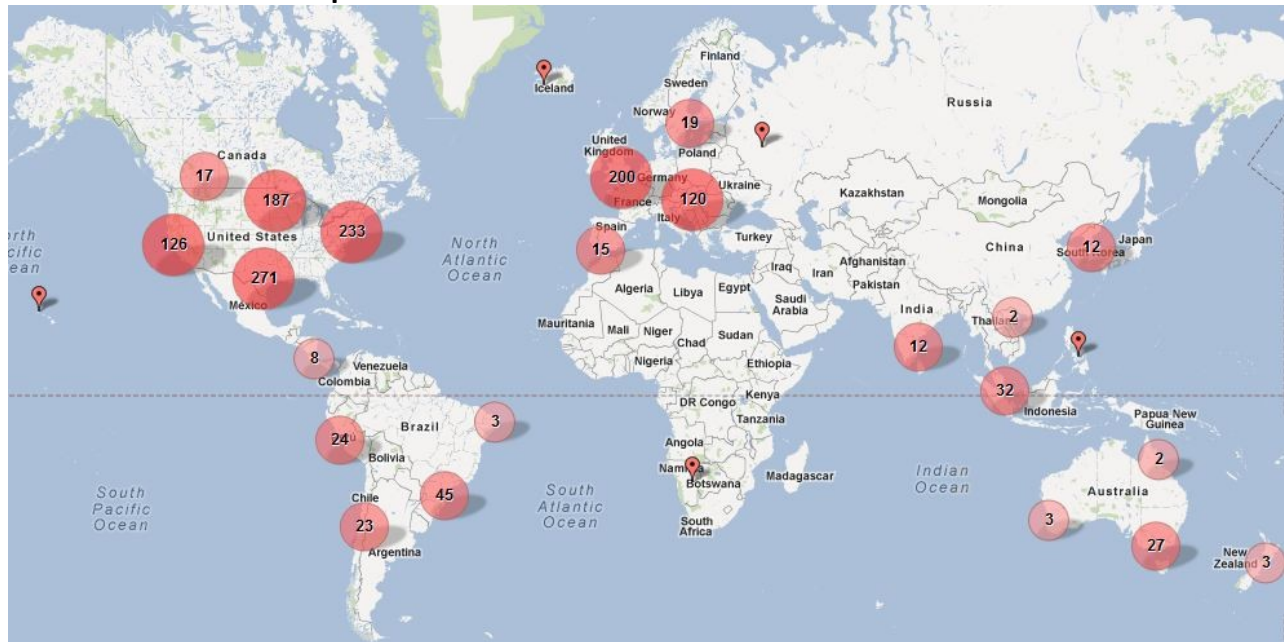 Finland
Iceland
Sweden
Russia
Norway
19
United
Kingdom
Poland
Canada
17
200
Germany
Ukraine
Kazakhstan
187
120
France
Mongolia
Italy
233
Spain
126
United States
North
Atlantic
Ocean
15
Turkey
China
12
Japan
South Korea
Afghanistan
Iraq
Iran
Pakistan
271
Algeria
Libya
Egypt
Saudi
Arabia
México
India
2
Mauritania
Mali
Niger
Chad
Sudan
12
8
Venezuela
Nigeria
Ethiopia
Colombia
Kenya
DR Congo
32
Indonesia
Tanzania
Papua New
Guinea
3
Brazil
24
Angola
Bolivia
2
Madagascar
Botswana
Indian
Ocean
South
Pacific
Ocean
Chile
45
South
Atlantic
Ocean
Australia
3
23
South
Africa
27
Argentina
New
Zealand
3